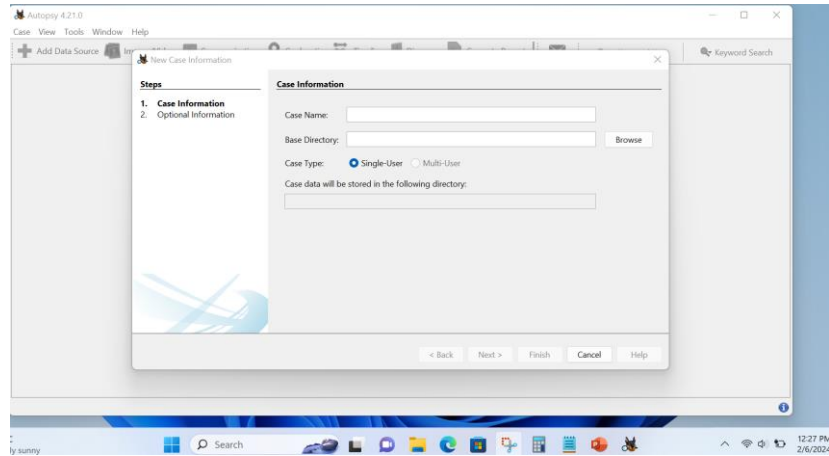 Autopsy 4.21.0
Case View Tools Window Help
Add Data Source
Keyword Search
New Case Information
Steps
1. Case Information
2. Optional Information
Case Information
Case Name:
Base Directory:
Browse
Case Type: Single-User Multi-User
Case data will be stored in the following directory:
< Back Next > Finish Cancel Help
Search
12:27 PM
2/6/2024
ly sunny